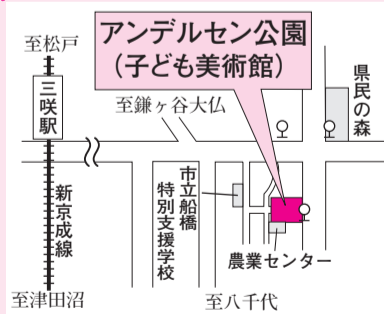 アンデルセン公園
(子ども美術館)
至松戸
三咲駅
至鎌ヶ谷大仏
県民の森
新京成線
市立船橋
特別支援学校
農業センター
至津田沼
至八千代